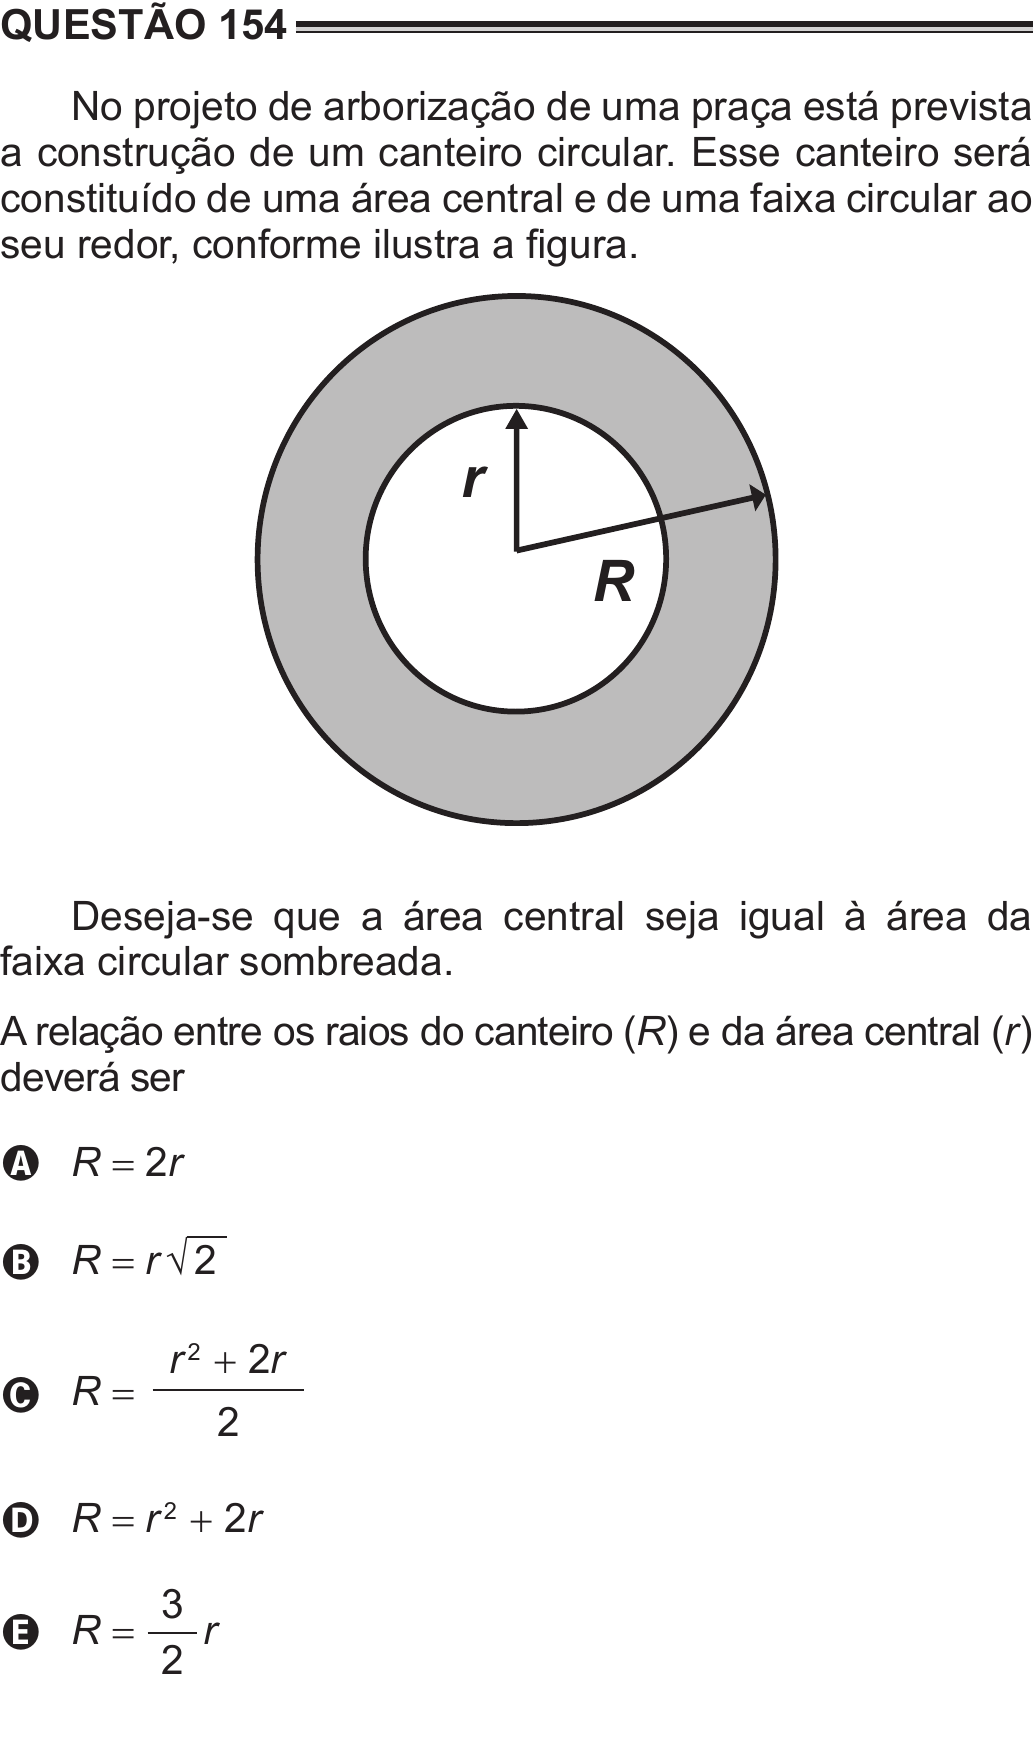 QUESTÃO 154
No projeto de arborização de uma praça está prevista
a construção de um canteiro circular. Esse canteiro será
constituído de uma área central e de uma faixa circular ao
seu redor, conforme ilustra a figura.
r
R
Deseja-se que a área central seja igual à área da
faixa circular sombreada.
A relação entre os raios do canteiro (R) e da área central (r)
deverá ser
A R = 2r
B R = r√2
C R = (r² + 2r)/2
D R = r² + 2r
E R = 3/2 r